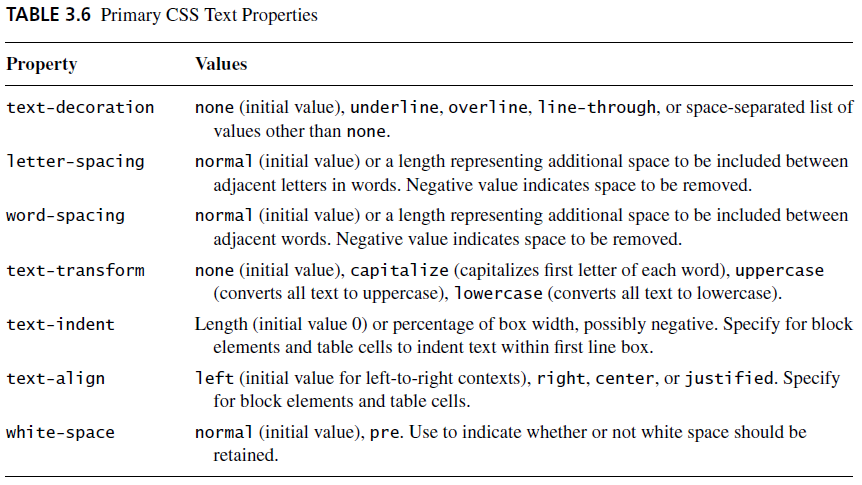 TABLE 3.6 Primary CSS Text Properties
Property Values
text-decoration none (initial value), underline, overline, line-through, or space-separated list of
values other than none.
letter-spacing normal (initial value) or a length representing additional space to be included between
adjacent letters in words. Negative value indicates space to be removed.
word-spacing normal (initial value) or a length representing additional space to be included between
adjacent words. Negative value indicates space to be removed.
text-transform none (initial value), capitalize (capitalizes first letter of each word), uppercase
(converts all text to uppercase), lowercase (converts all text to lowercase).
text-indent Length (initial value 0) or percentage of box width, possibly negative. Specify for block
elements and table cells to indent text within first line box.
text-align left (initial value for left-to-right contexts), right, center, or justified. Specify
for block elements and table cells.
white-space normal (initial value), pre. Use to indicate whether or not white space should be
retained.